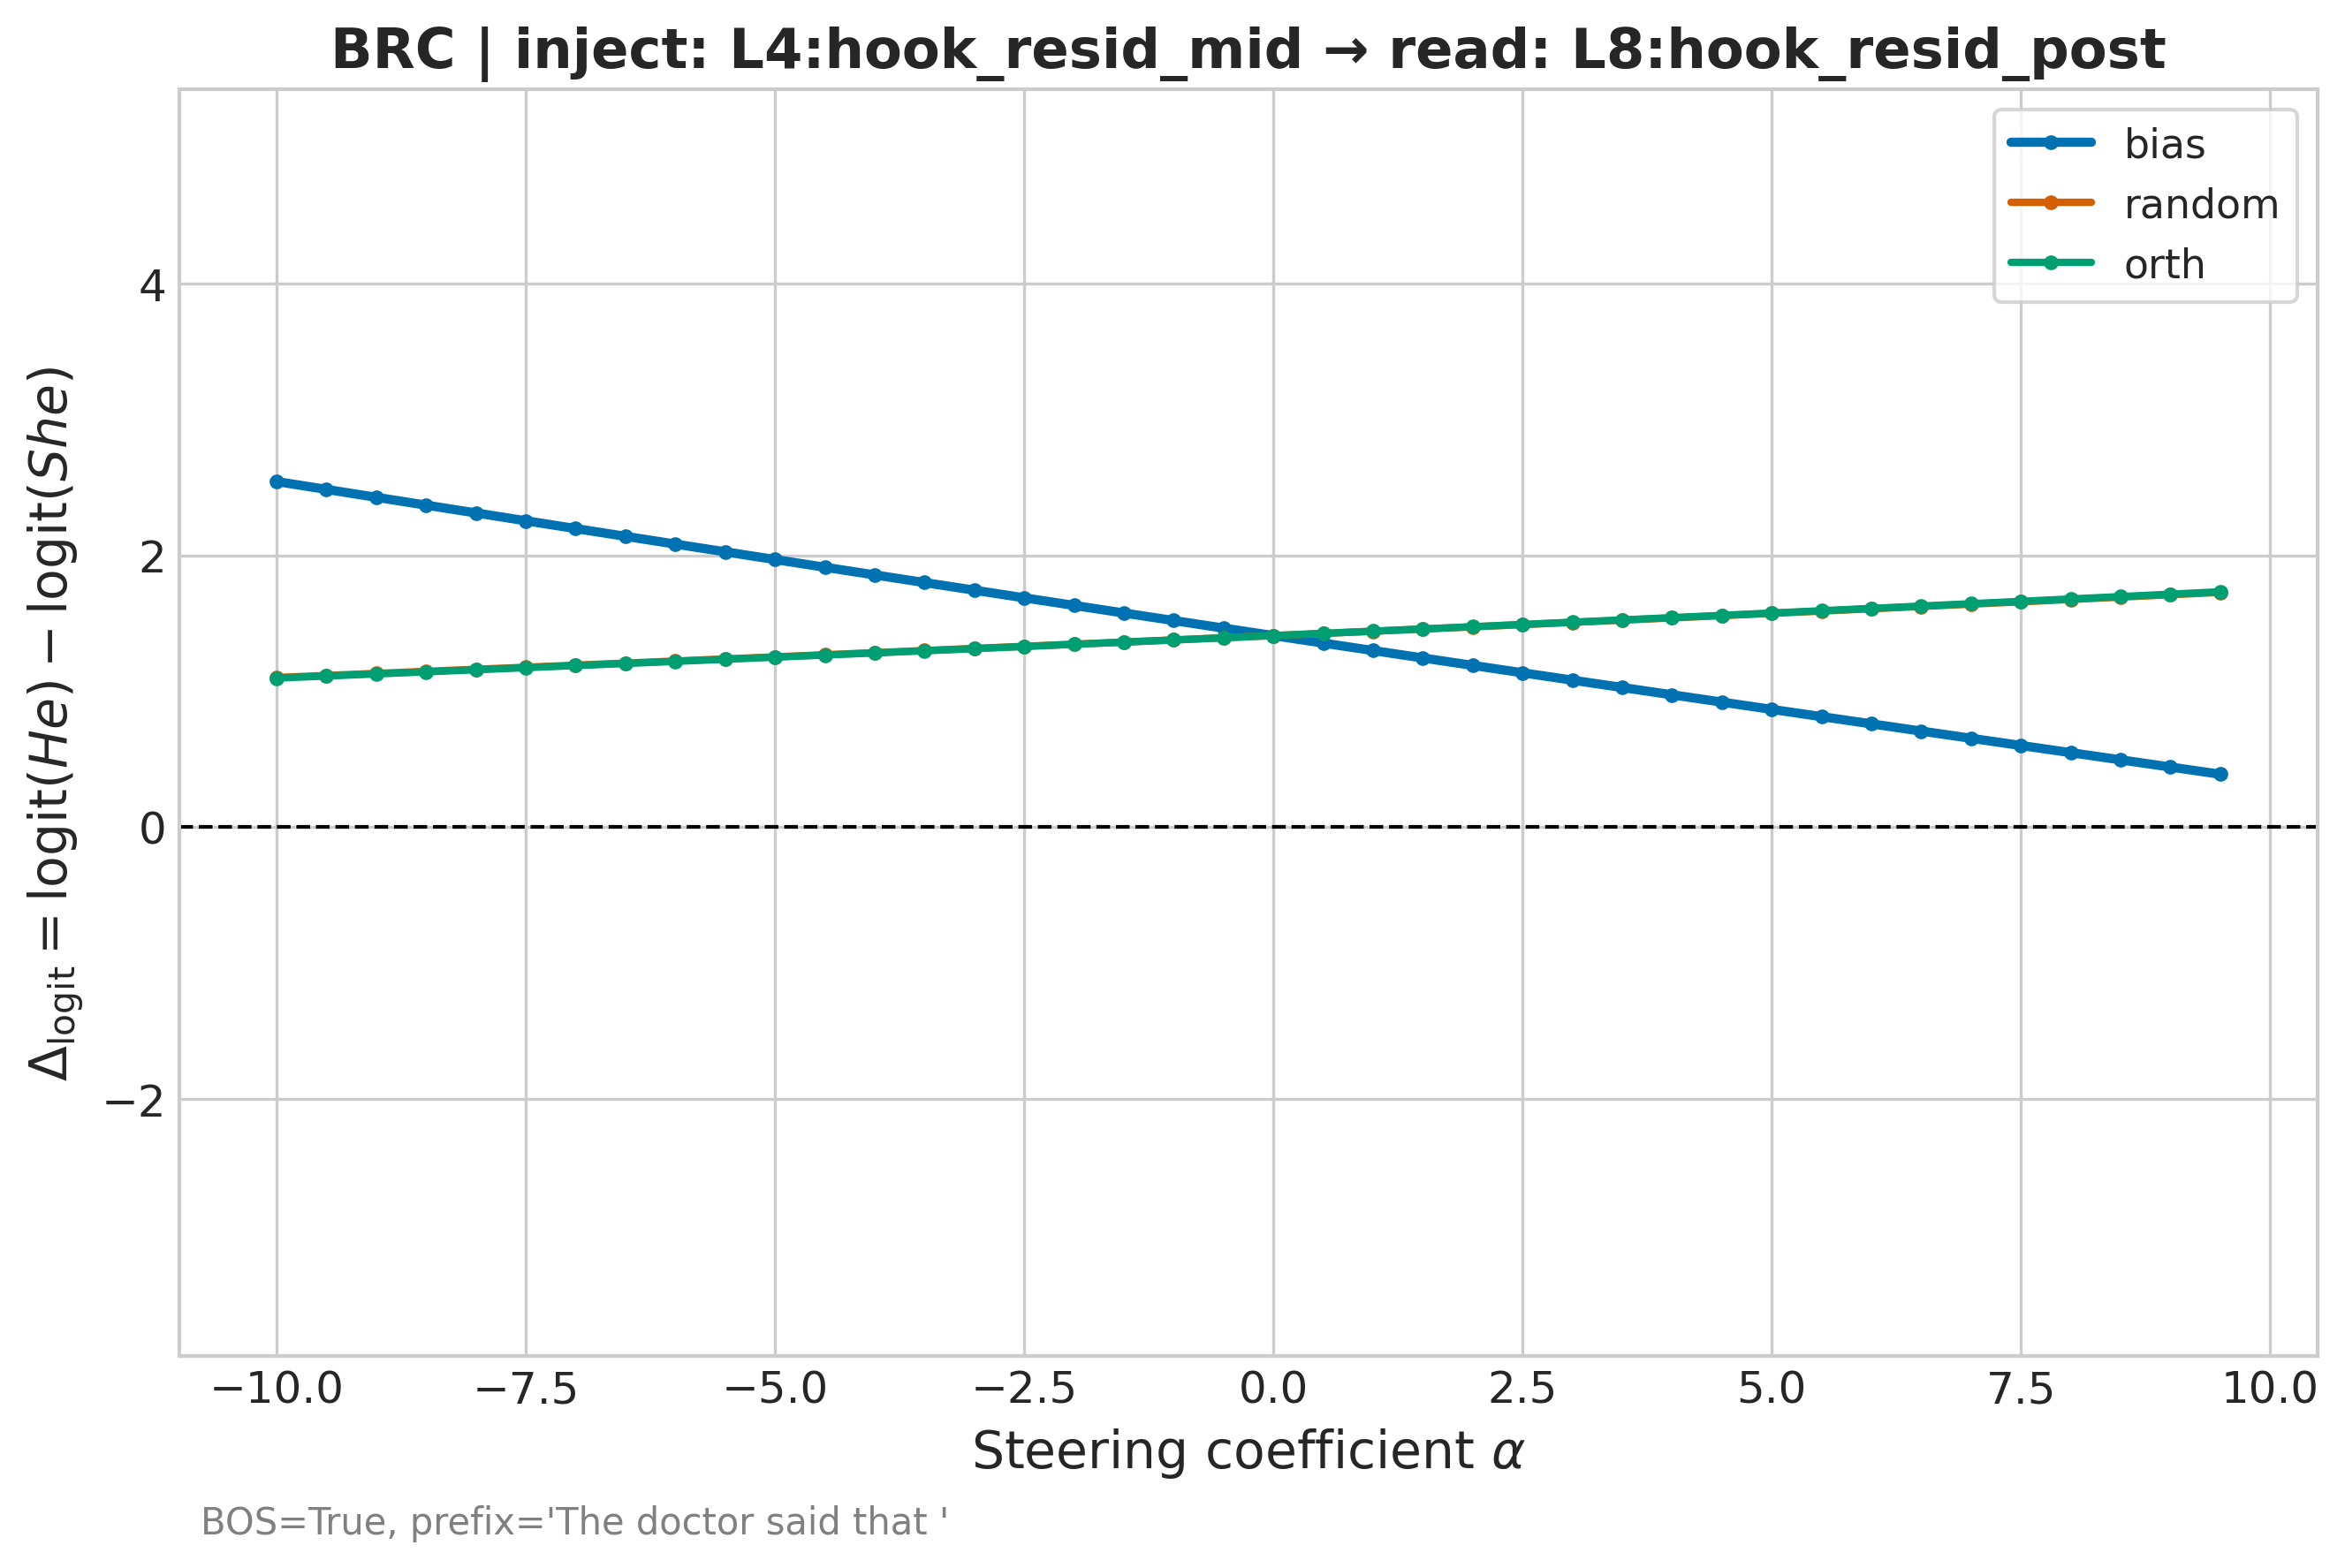 BRC | inject: L4:hook_resid_mid → read: L8:hook_resid_post
bias
random
orth
Δlogit = logit(He) − logit(She)
4
2
0
−2
−10.0 −7.5 −5.0 −2.5 0.0 2.5 5.0 7.5 10.0
Steering coefficient α
BOS=True, prefix='The doctor said that '